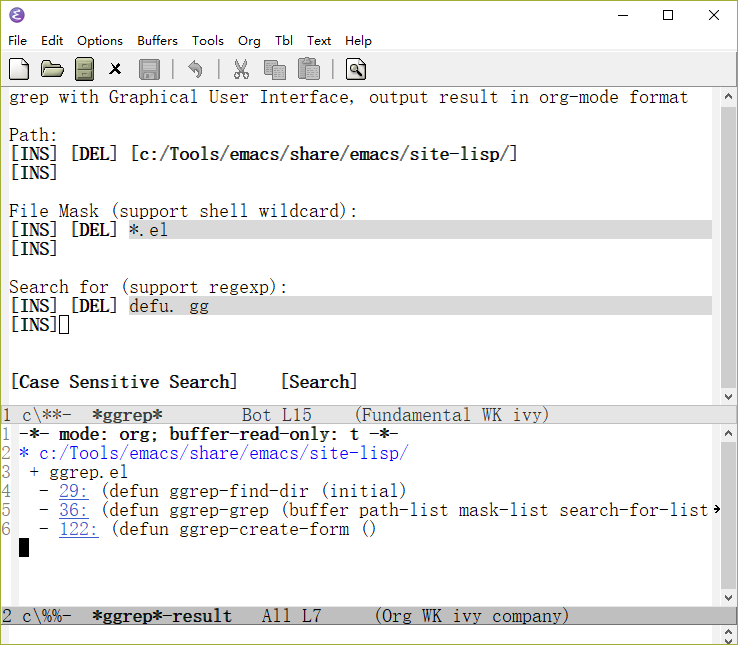 File Edit Options Buffers Tools Org Tbl Text Help
grep with Graphical User Interface, output result in org-mode format
Path:
[INS] [DEL] [c:/Tools/emacs/share/emacs/site-lisp/]
[INS]
File Mask (support shell wildcard):
[INS] [DEL] *.el
[INS]
Search for (support regexp):
[INS] [DEL] defu. gg
[INS]
[Case Sensitive Search] [Search]
1 c\**- *ggrep* Bot L15 (Fundamental WK ivy)
1 -*- mode: org; buffer-read-only: t -*-
2 * c:/Tools/emacs/share/emacs/site-lisp/
3 + ggrep.el
4 - 29: (defun ggrep-find-dir (initial)
5 - 36: (defun ggrep-grep (buffer path-list mask-list search-for-list
6 - 122: (defun ggrep-create-form ()
2 c\%%- *ggrep*-result All L7 (Org WK ivy company)